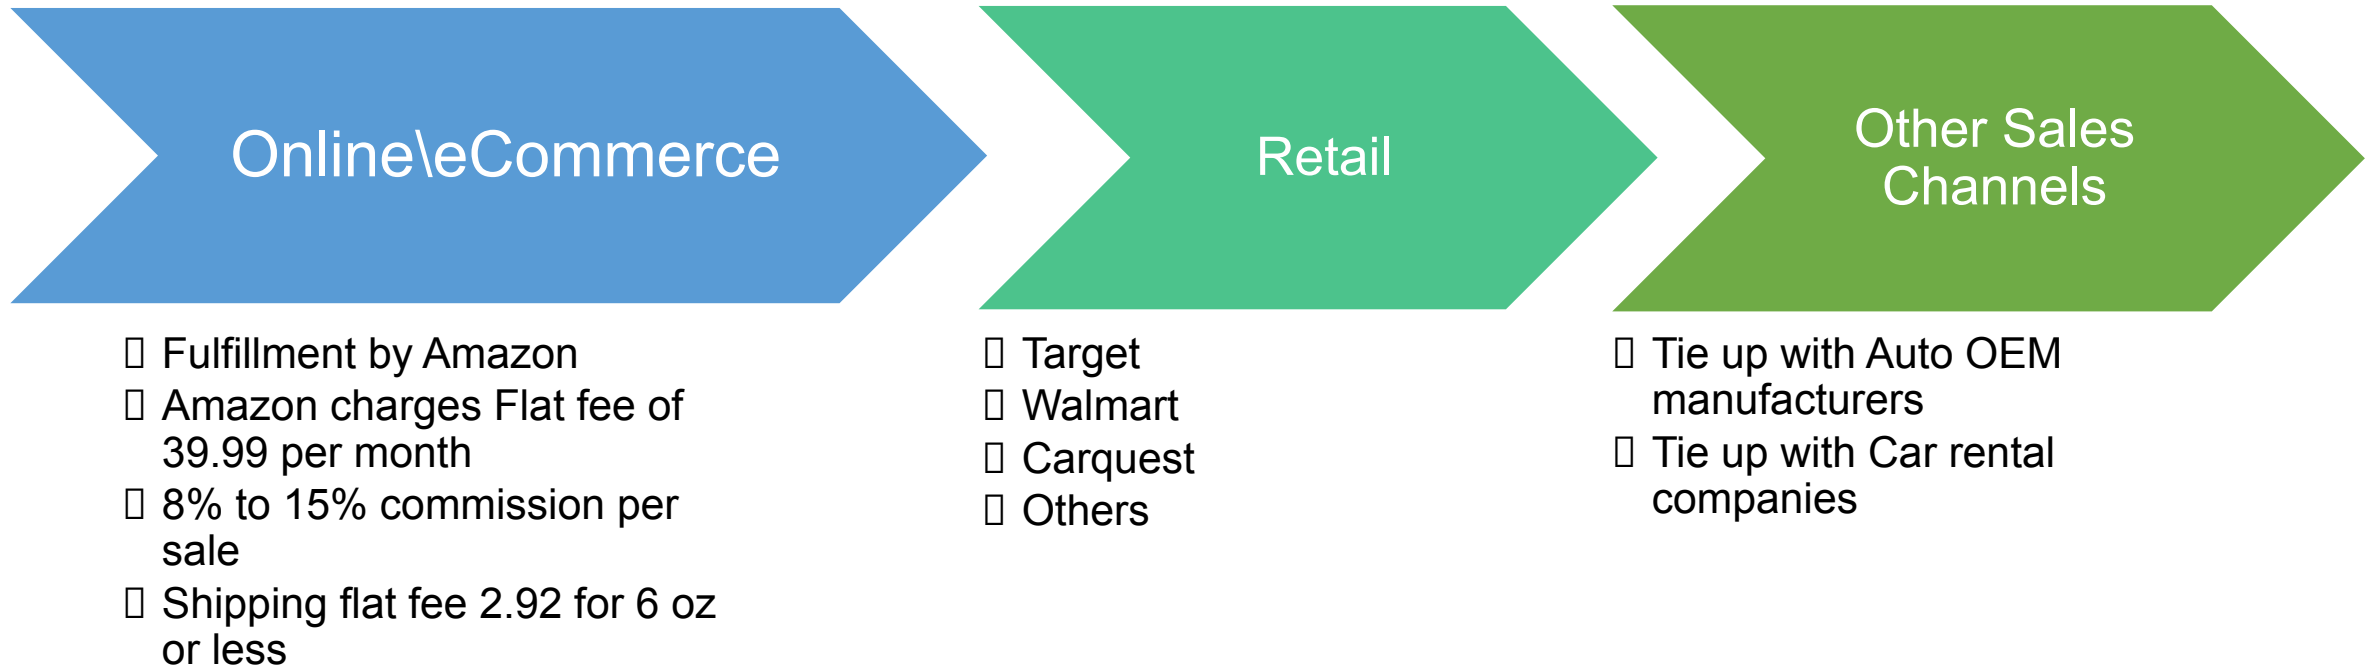 Online\eCommerce
Fulfillment by Amazon
Amazon charges Flat fee of
39.99 per month
8% to 15% commission per
sale
Shipping flat fee 2.92 for 6 oz
or less
Retail
Target
Walmart
Carquest
Others
Other Sales
Channels
Tie up with Auto OEM
manufacturers
Tie up with Car rental
companies